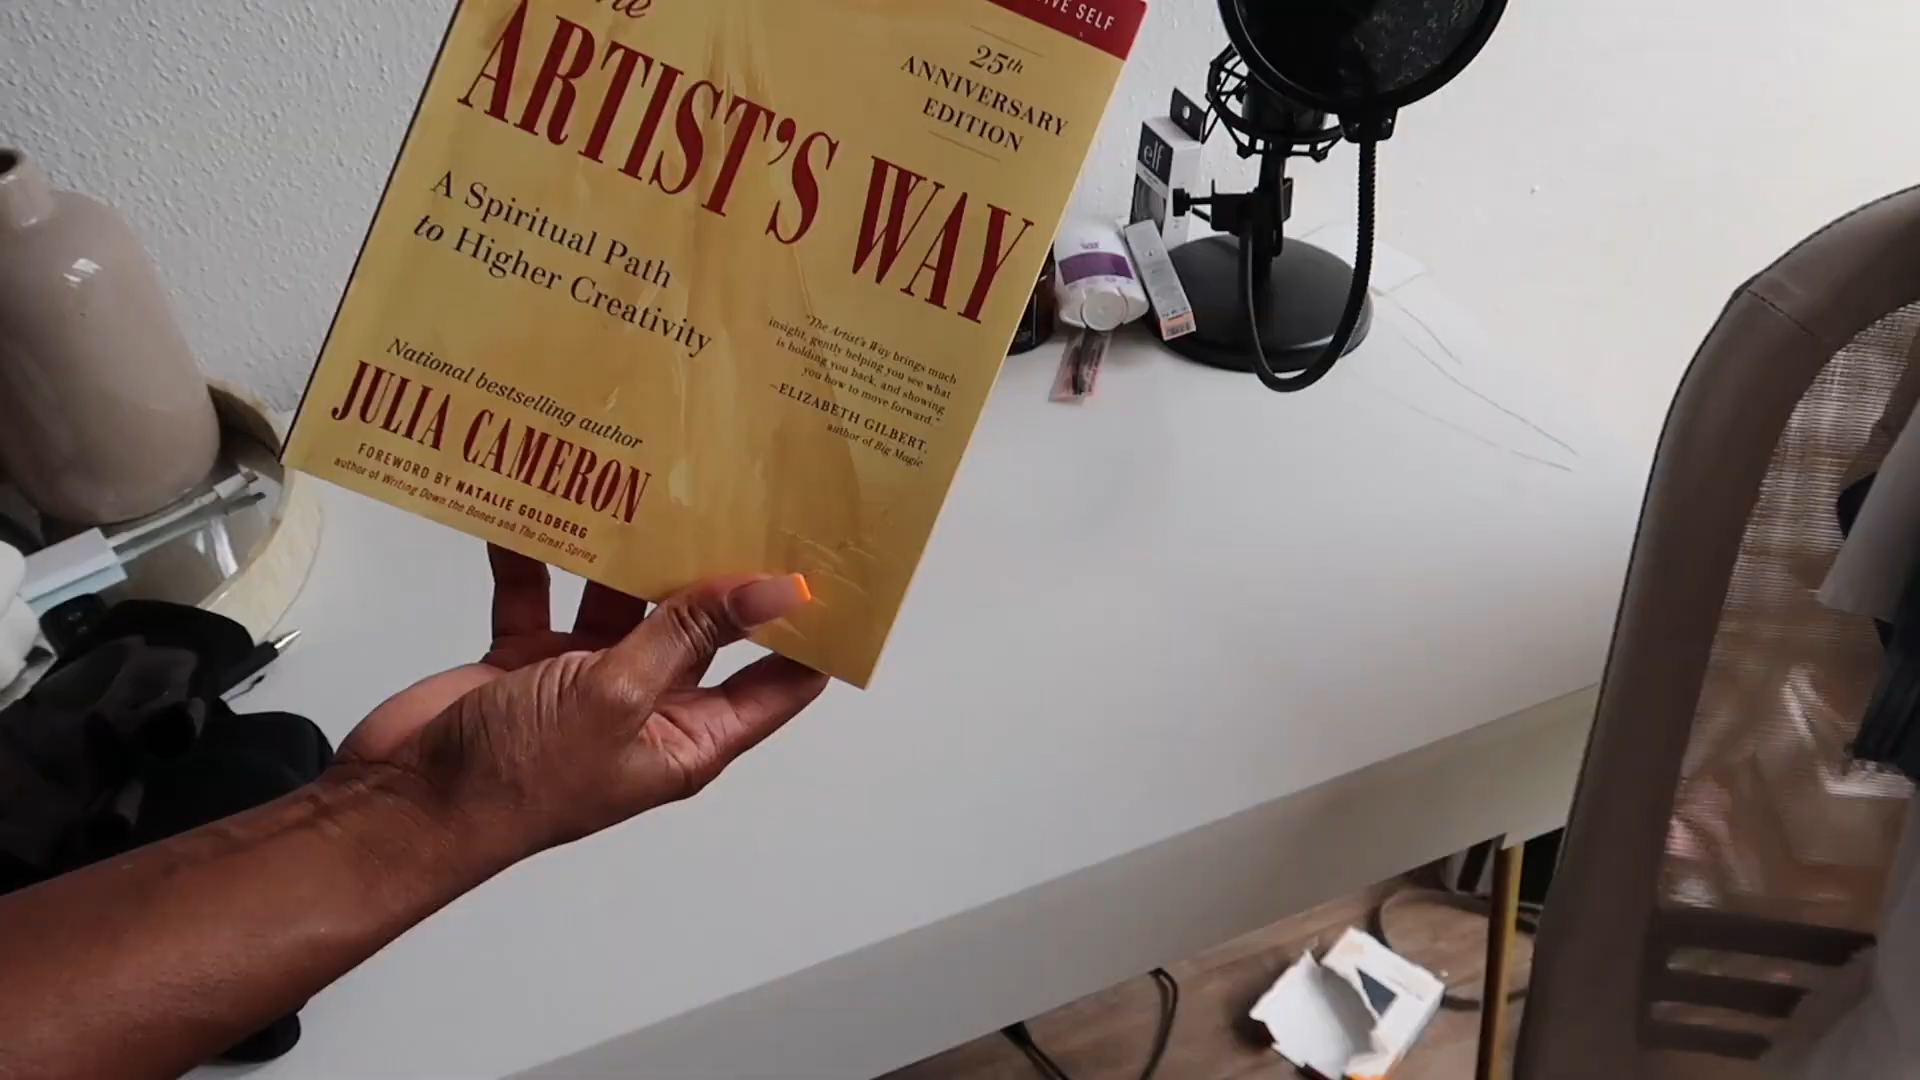 The
ARTIST'S WAY
IVE SELF
25th
ANNIVERSARY
EDITION
A Spiritual Path
to Higher Creativity
"The Artist's Way brings much
insight, gently helping you see what
is holding you back, and showing
you how to move forward."
–ELIZABETH GILBERT,
author of Big Magic
National bestselling author
JULIA CAMERON
FOREWORD BY NATALIE GOLDBERG
author of Writing Down the Bones and The Great Spring
elf